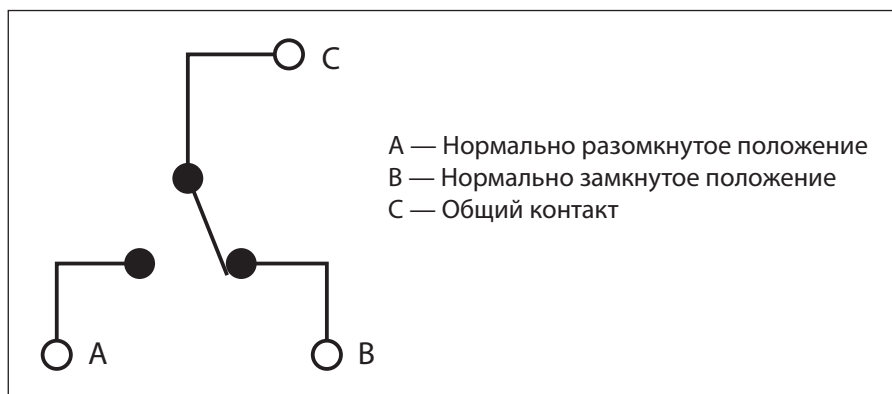 C
A — Нормально разомкнутое положение
B — Нормально замкнутое положение
C — Общий контакт
A
B